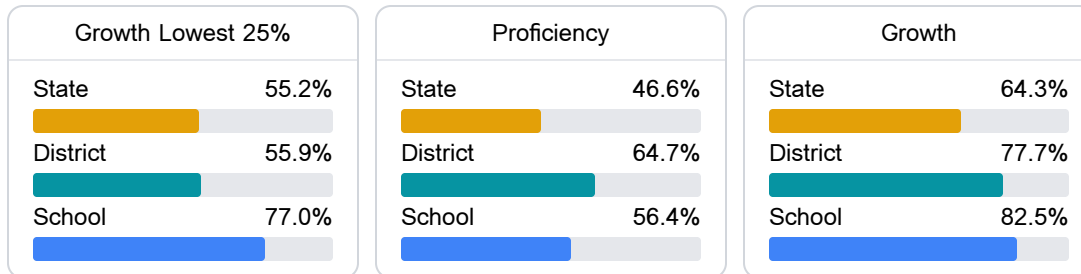 Growth Lowest 25%
State 55.2%
District 55.9%
School 77.0%
Proficiency
State 46.6%
District 64.7%
School 56.4%
Growth
State 64.3%
District 77.7%
School 82.5%